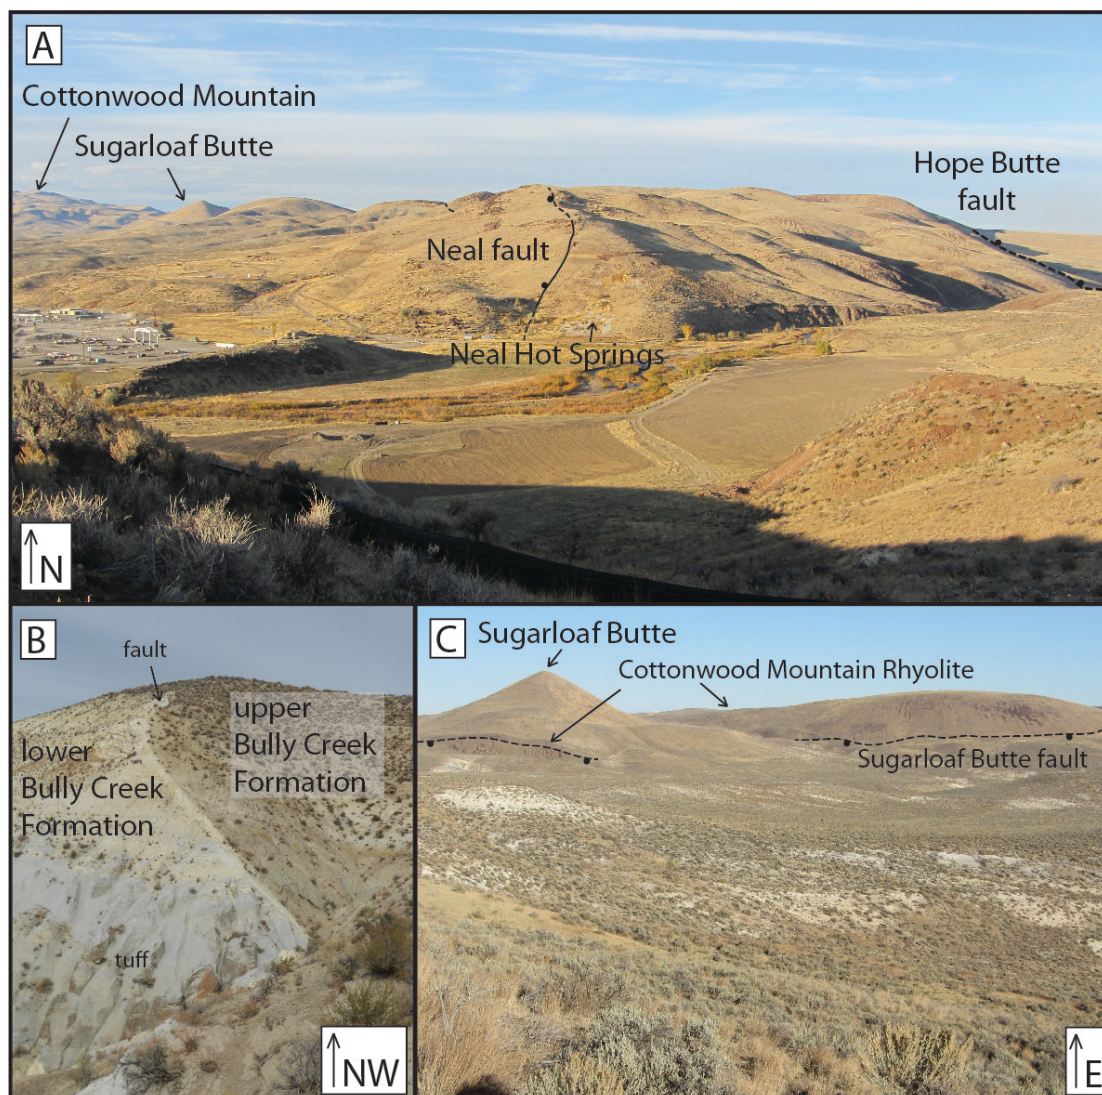 A
Cottonwood Mountain
Sugarloaf Butte
Hope Butte
fault
Neal fault
Neal Hot Springs
N
B
fault
upper
Bully Creek
Formation
lower
Bully Creek
Formation
tuff
NW
C
Sugarloaf Butte
Cottonwood Mountain Rhyolite
Sugarloaf Butte fault
E